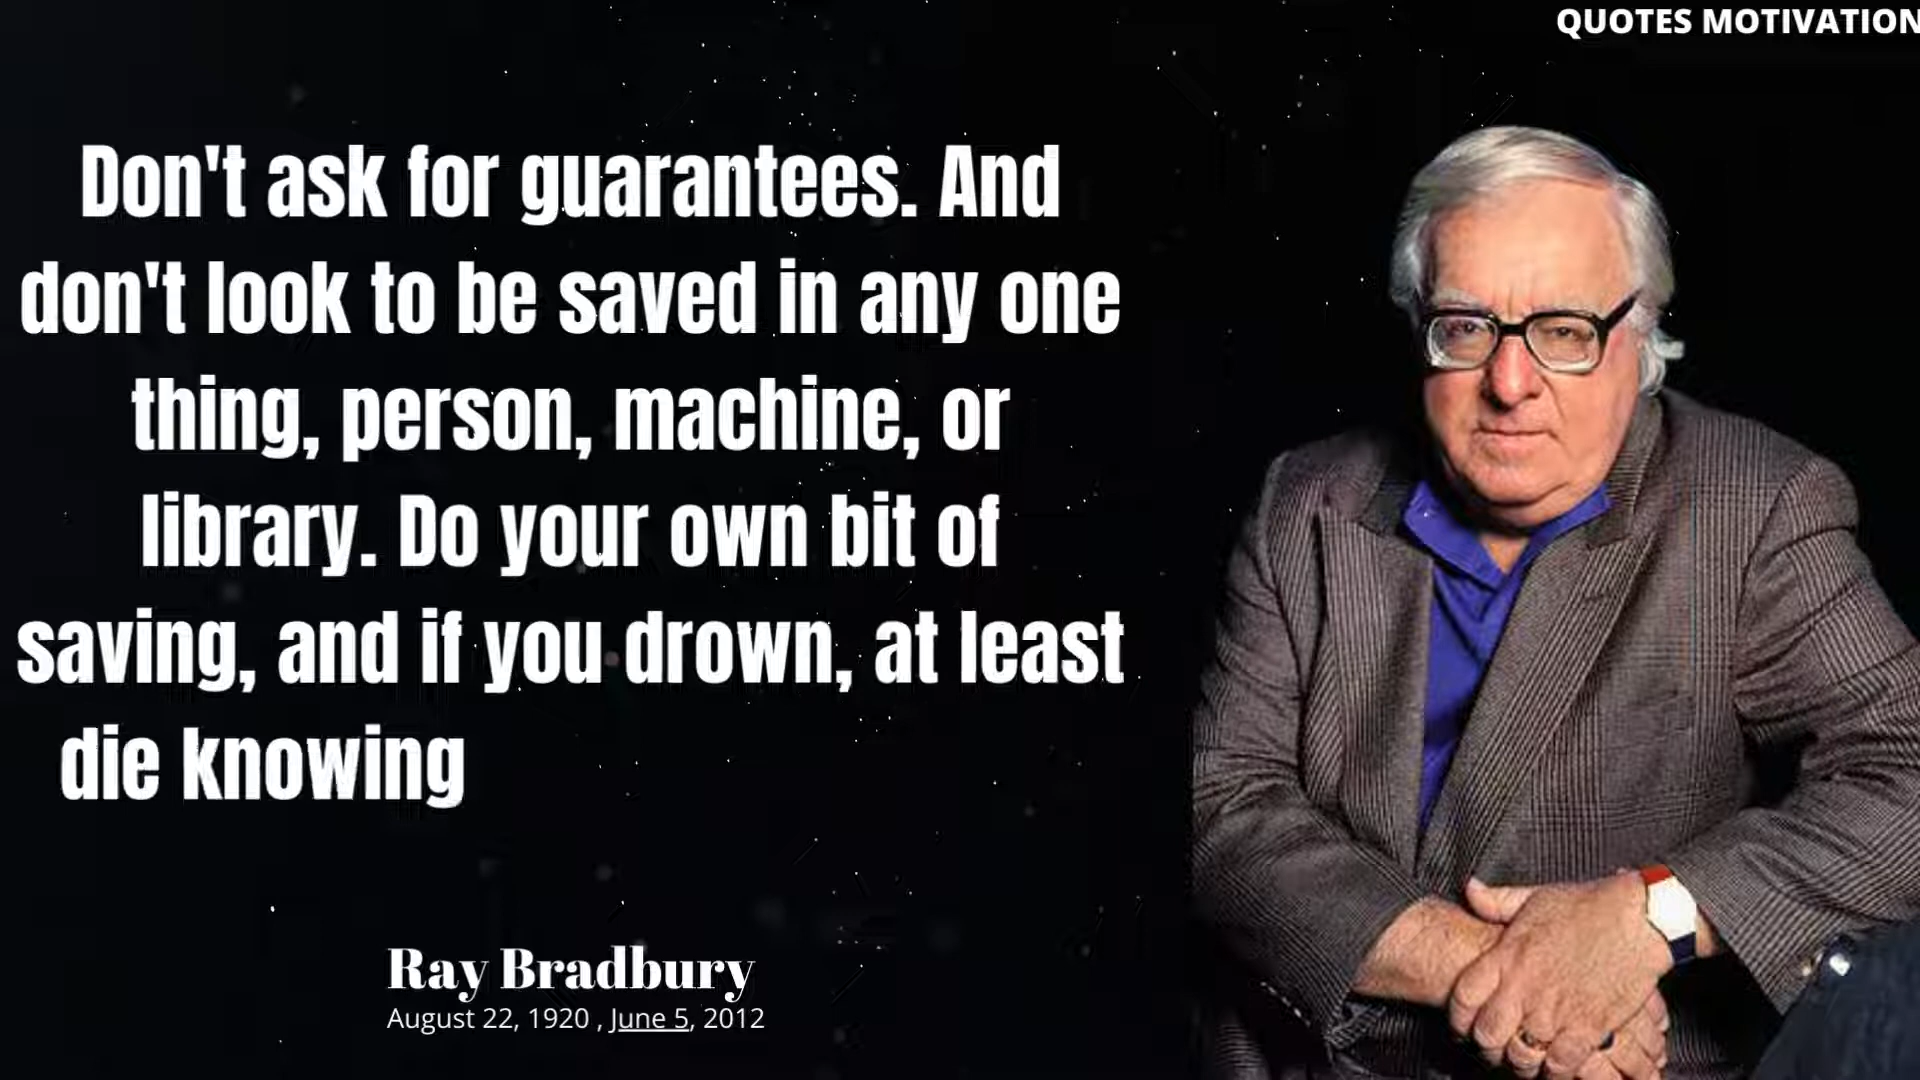 QUOTES MOTIVATION
Don't ask for guarantees. And
don't look to be saved in any one
thing, person, machine, or
library. Do your own bit of
saving, and if you drown, at least
die knowing
Ray Bradbury
August 22, 1920 , June 5, 2012